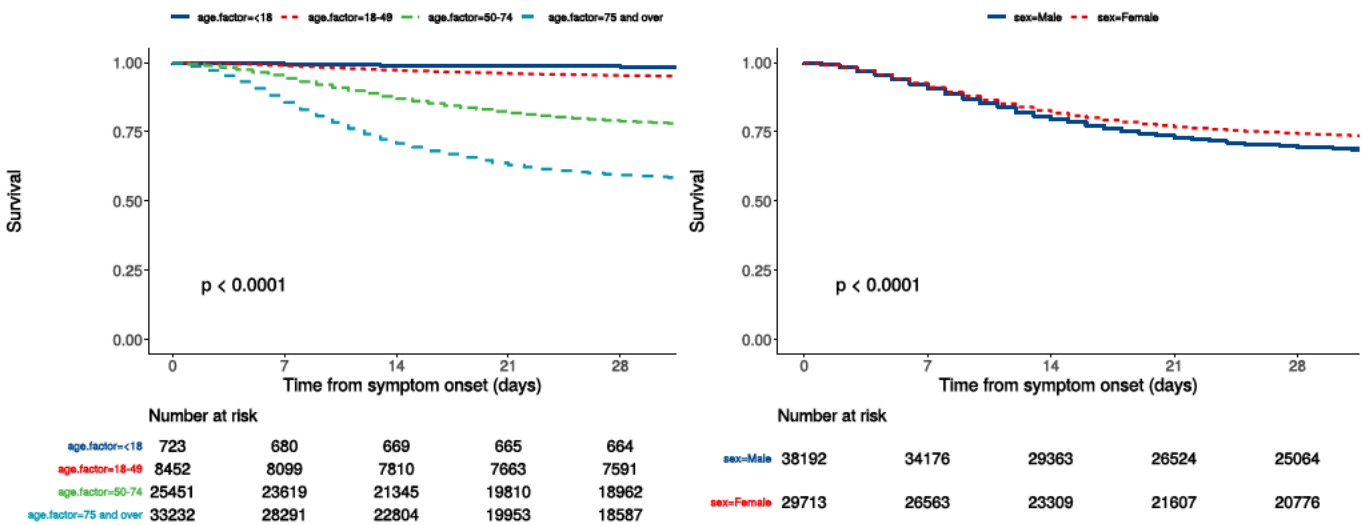 age.factor=<18 age.factor=18-49 age.factor=50-74 age.factor=75 and over
Survival
1.00
0.75
0.50
0.25
0.00
p < 0.0001
0 7 14 21 28
Time from symptom onset (days)
Number at risk
age.factor=<18 723 680 669 665 664
age.factor=18-49 8452 8099 7810 7663 7591
age.factor=50-74 25451 23619 21345 19810 18962
age.factor=75 and over 33232 28291 22804 19953 18587
sex=Male sex=Female
Survival
1.00
0.75
0.50
0.25
0.00
p < 0.0001
0 7 14 21 28
Time from symptom onset (days)
Number at risk
sex=Male 38192 34176 29363 26524 25064
sex=Female 29713 26563 23309 21607 20776